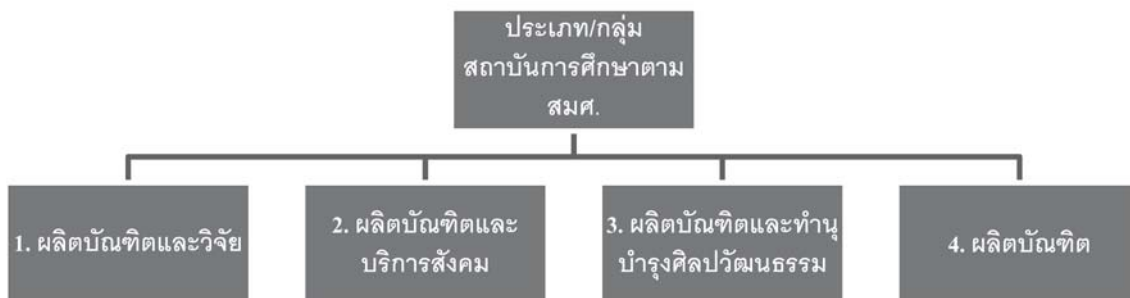 ประเภท/กลุ่ม
สถาบันการศึกษาตาม
สมศ.
1. ผลิตบัณฑิตและวิจัย
2. ผลิตบัณฑิตและ
บริการสังคม
3. ผลิตบัณฑิตและทำนุ
บำรุงศิลปวัฒนธรรม
4. ผลิตบัณฑิต